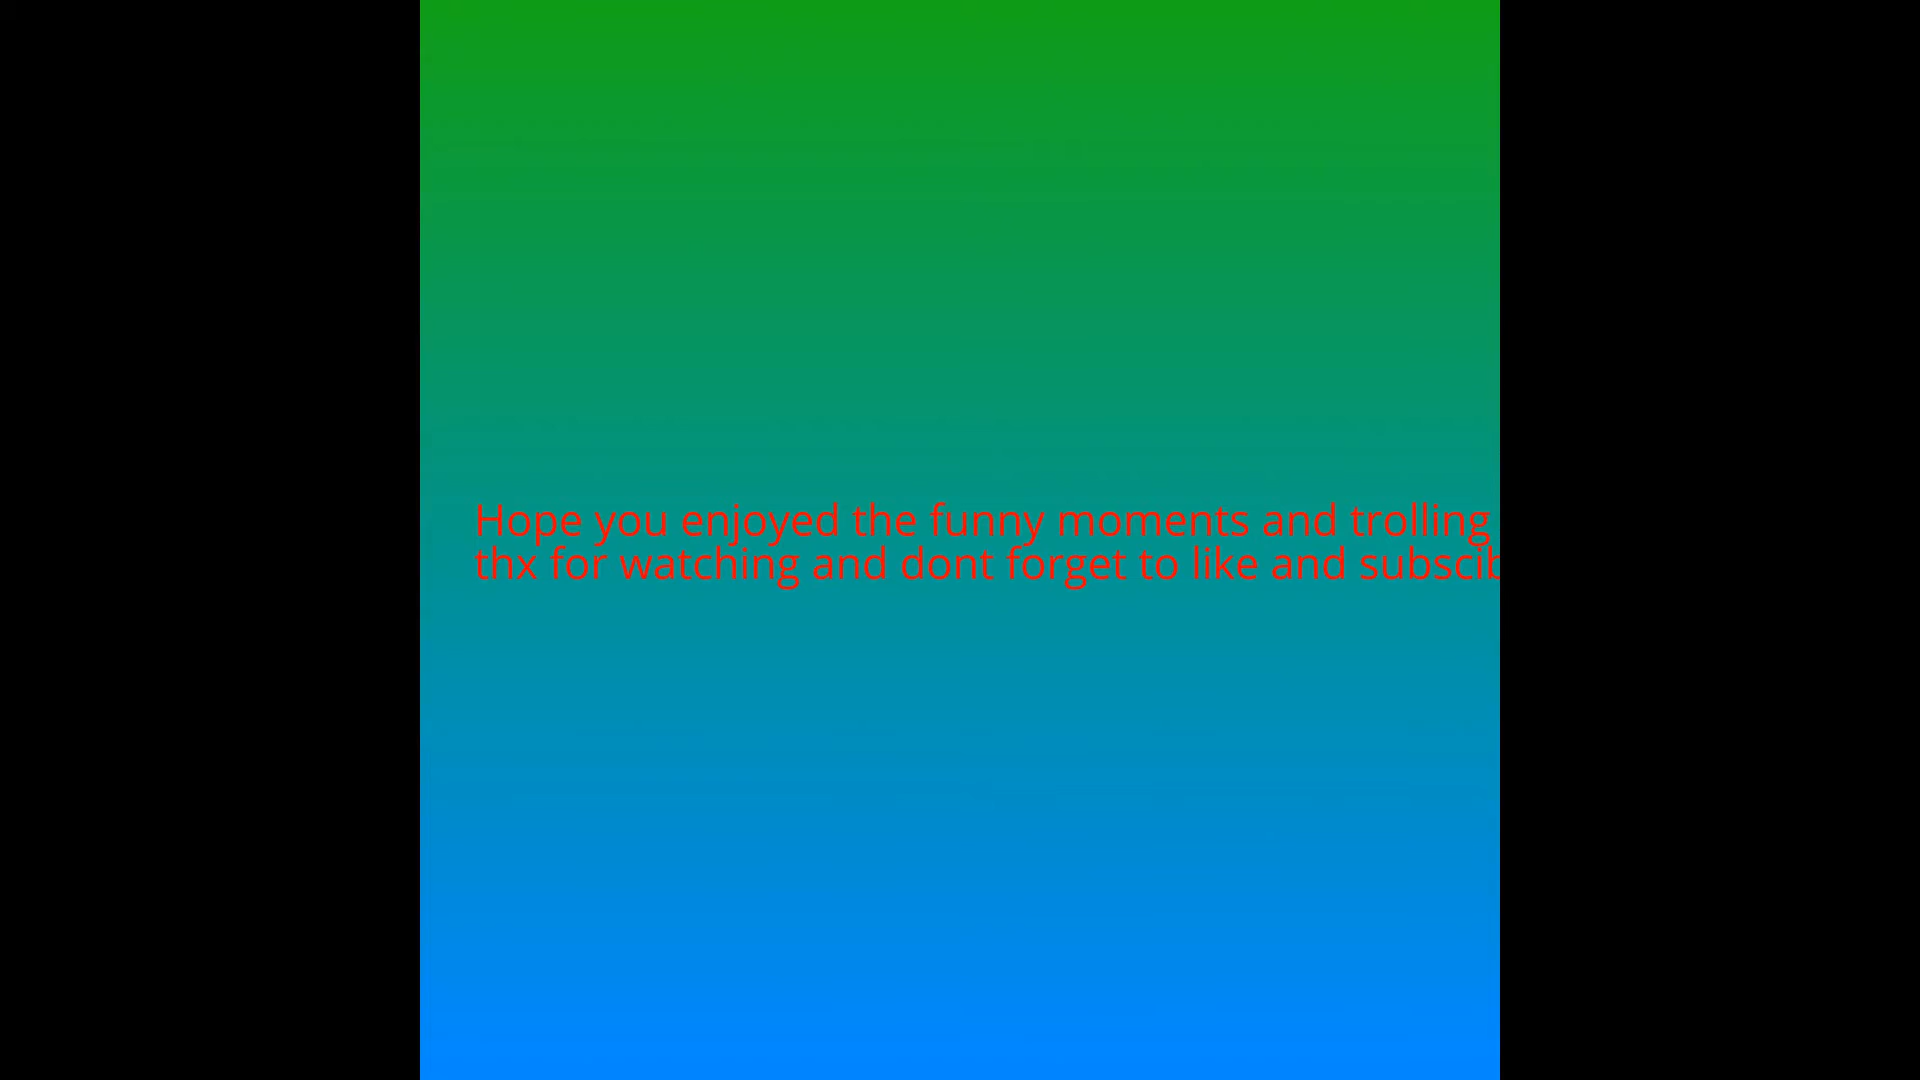 Hope you enjoyed the funny moments and trolling
thx for watching and dont forget to like and subscib